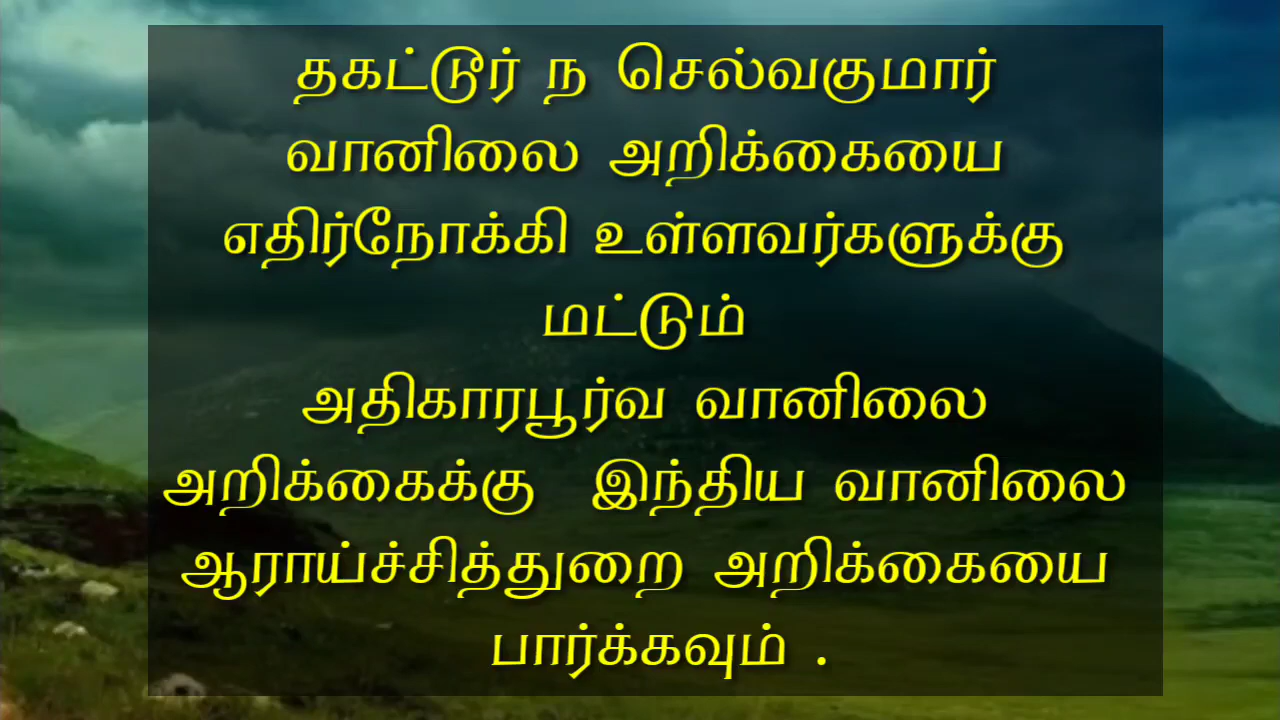 தகட்டூர் ந செல்வகுமார்
வானிலை அறிக்கையை
எதிர்நோக்கி உள்ளவர்களுக்கு
மட்டும்
அதிகாரபூர்வ வானிலை
அறிக்கைக்கு இந்திய வானிலை
ஆராய்ச்சித்துறை அறிக்கையை
பார்க்கவும் .